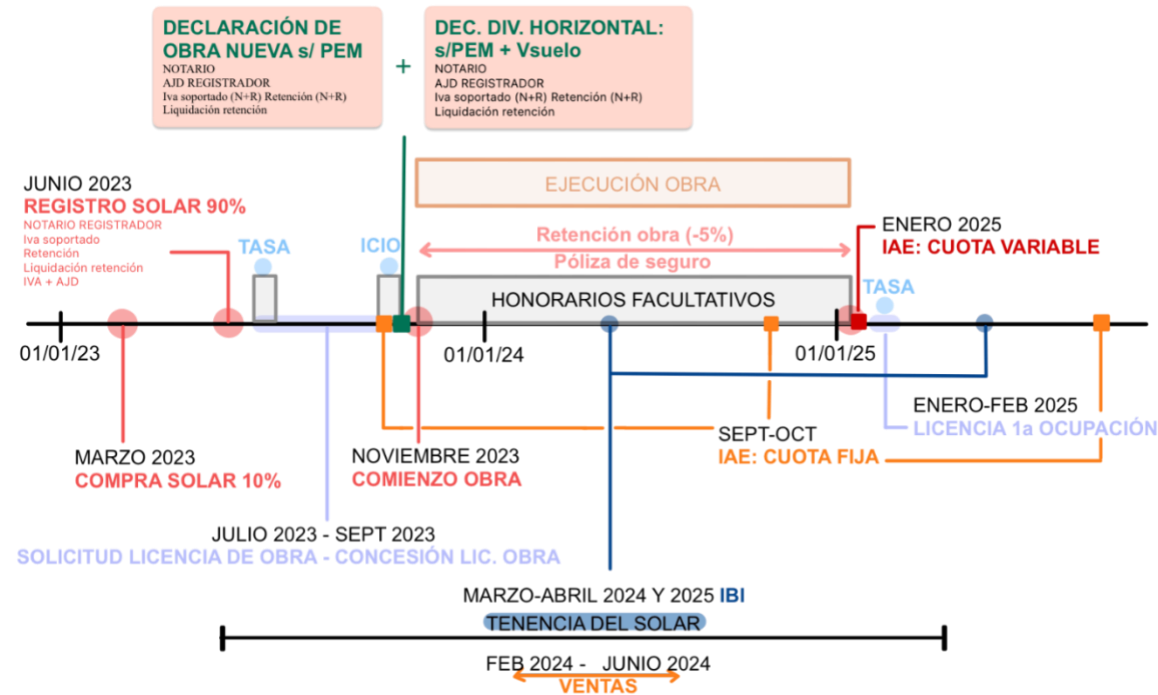 DECLARACIÓN DE
OBRA NUEVA s/ PEM
NOTARIO
AJD REGISTRADOR
Iva soportado (N+R) Retención (N+R)
Liquidación retención
+
DEC. DIV. HORIZONTAL:
s/PEM + Vsuelo
NOTARIO
AJD REGISTRADOR
Iva soportado (N+R) Retención (N+R)
Liquidación retención
JUNIO 2023
REGISTRO SOLAR 90%
NOTARIO REGISTRADOR
Iva soportado
Retención
Liquidación retención
IVA + AJD
TASA
ICIO
EJECUCIÓN OBRA
Retención obra (-5%)
Póliza de seguro
HONORARIOS FACULTATIVOS
ENERO 2025
IAE: CUOTA VARIABLE
TASA
01/01/23
01/01/24
01/01/25
MARZO 2023
COMPRA SOLAR 10%
NOVIEMBRE 2023
COMIENZO OBRA
SEPT-OCT
IAE: CUOTA FIJA
ENERO-FEB 2025
LICENCIA 1a OCUPACIÓN
JULIO 2023 - SEPT 2023
SOLICITUD LICENCIA DE OBRA - CONCESIÓN LIC. OBRA
MARZO-ABRIL 2024 Y 2025 IBI
TENENCIA DEL SOLAR
FEB 2024 - JUNIO 2024
VENTAS